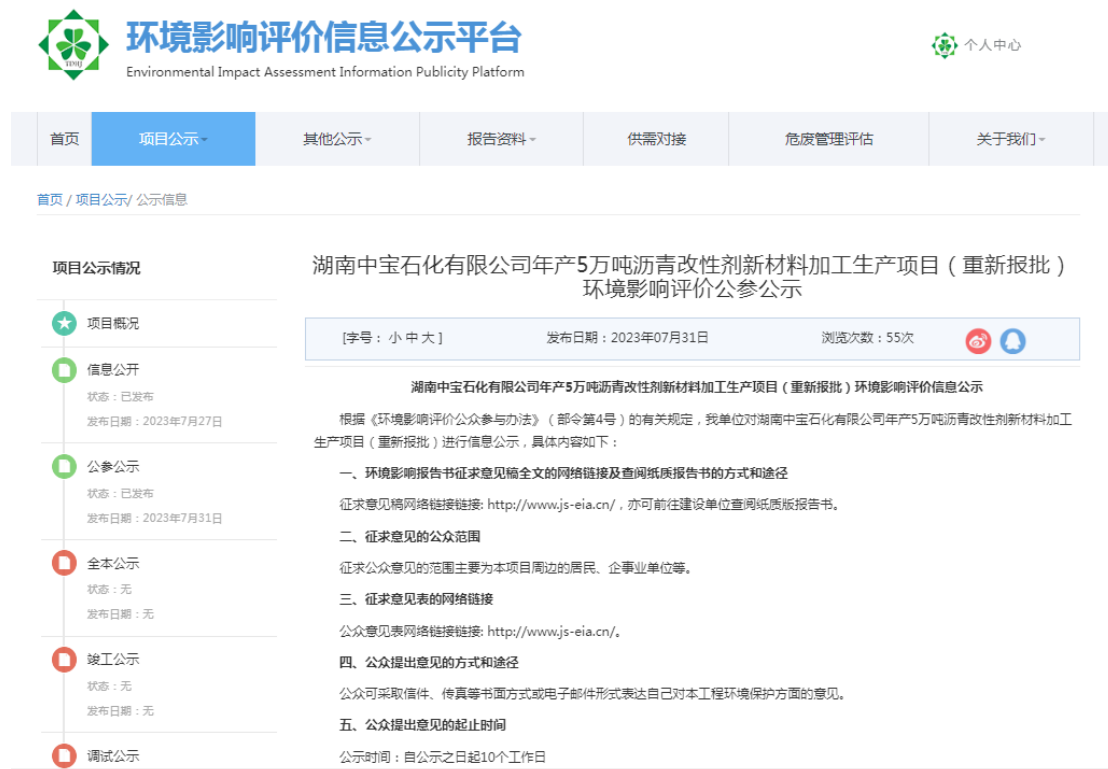 环境影响评价信息公示平台
Environmental Impact Assessment Information Publicity Platform
个人中心
首页 项目公示 其他公示 报告资料 供需对接 危废管理评估 关于我们
首页 / 项目公示/ 公示信息
项目公示情况
项目概况
信息公开
状态：已发布
发布日期：2023年7月27日
公参公示
状态：已发布
发布日期：2023年7月31日
全本公示
状态：无
发布日期：无
竣工公示
状态：无
发布日期：无
调试公示
湖南中宝石化有限公司年产5万吨沥青改性剂新材料加工生产项目（重新报批）
环境影响评价公参公示
[字号： 小 中 大 ] 发布日期：2023年07月31日 浏览次数：55次
湖南中宝石化有限公司年产5万吨沥青改性剂新材料加工生产项目（重新报批）环境影响评价信息公示
根据《环境影响评价公众参与办法》（部令第4号）的有关规定，我单位对湖南中宝石化有限公司年产5万吨沥青改性剂新材料加工
生产项目（重新报批）进行信息公示，具体内容如下：
一、环境影响报告书征求意见稿全文的网络链接及查阅纸质报告书的方式和途径
征求意见稿网络链接链接: http://www.js-eia.cn/，亦可前往建设单位查阅纸质版报告书。
二、征求意见的公众范围
征求公众意见的范围主要为本项目周边的居民、企事业单位等。
三、征求意见表的网络链接
公众意见表网络链接链接: http://www.js-eia.cn/。
四、公众提出意见的方式和途径
公众可采取信件、传真等书面方式或电子邮件形式表达自己对本工程环境保护方面的意见。
五、公众提出意见的起止时间
公示时间：自公示之日起10个工作日